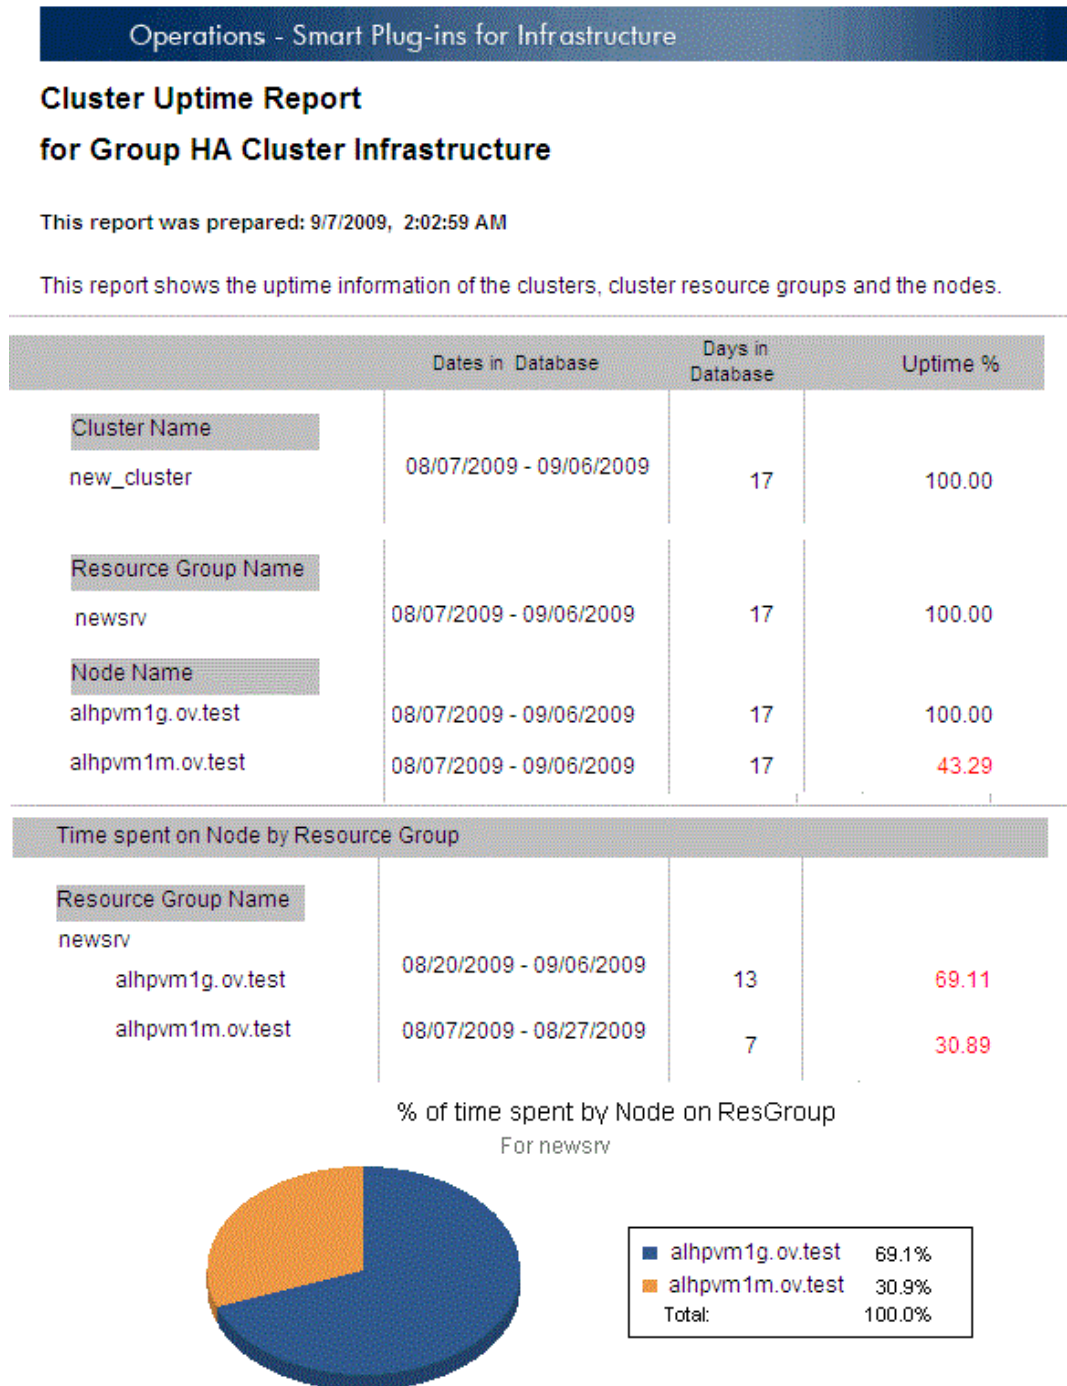 Operations - Smart Plug-ins for Infrastructure
Cluster Uptime Report
for Group HA Cluster Infrastructure
This report was prepared: 9/7/2009, 2:02:59 AM
This report shows the uptime information of the clusters, cluster resource groups and the nodes.
Dates in Database Days in Database Uptime %
Cluster Name
new_cluster 08/07/2009 - 09/06/2009 17 100.00
Resource Group Name
newsrv 08/07/2009 - 09/06/2009 17 100.00
Node Name
alhpvm1g.ov.test 08/07/2009 - 09/06/2009 17 100.00
alhpvm1m.ov.test 08/07/2009 - 09/06/2009 17 43.29
Time spent on Node by Resource Group
Resource Group Name
newsrv
alhpvm1g.ov.test 08/20/2009 - 09/06/2009 13 69.11
alhpvm1m.ov.test 08/07/2009 - 08/27/2009 7 30.89
% of time spent by Node on ResGroup
For newsrv
alhpvm1g.ov.test 69.1%
alhpvm1m.ov.test 30.9%
Total: 100.0%